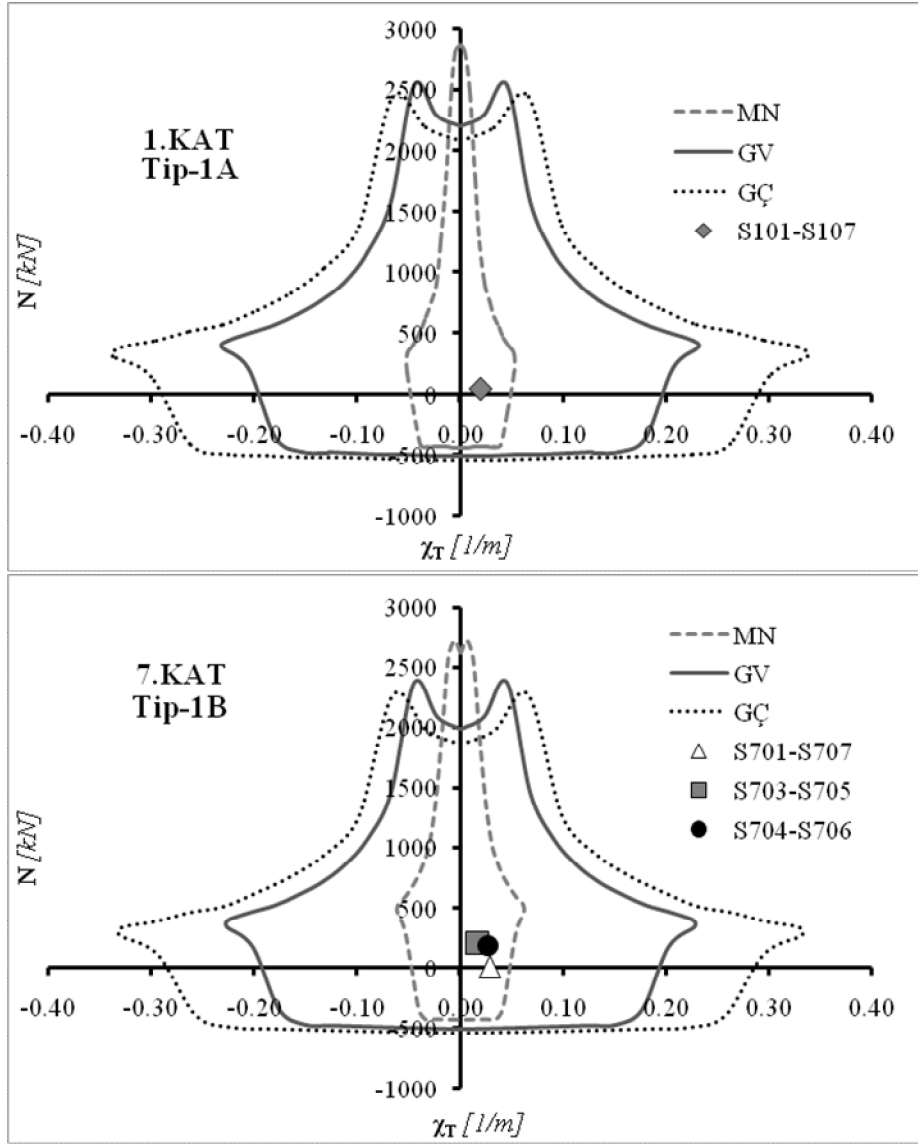 3000
2500
2000
1500
1000
500
0
-500
-1000
-0.40 -0.30 -0.20 -0.10 0.00 0.10 0.20 0.30 0.40
N [kN]
χT [1/m]
1.KAT
Tip-1A
MN
GV
GÇ
S101-S107
3000
2500
2000
1500
1000
500
0
-500
-1000
-0.40 -0.30 -0.20 -0.10 0.00 0.10 0.20 0.30 0.40
N [kN]
χT [1/m]
7.KAT
Tip-1B
MN
GV
GÇ
S701-S707
S703-S705
S704-S706